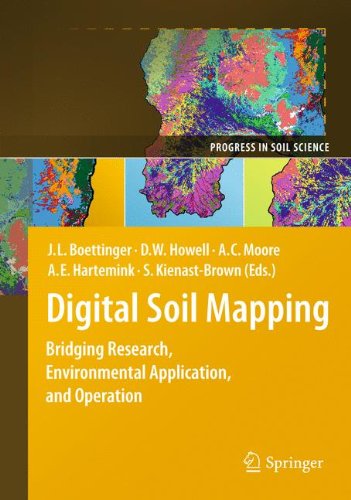 PROGRESS IN SOIL SCIENCE
J.L. Boettinger · D.W. Howell · A.C. Moore
A.E. Hartemink · S. Kienast-Brown (Eds.)
Digital Soil Mapping
Bridging Research,
Environmental Application,
and Operation
Springer